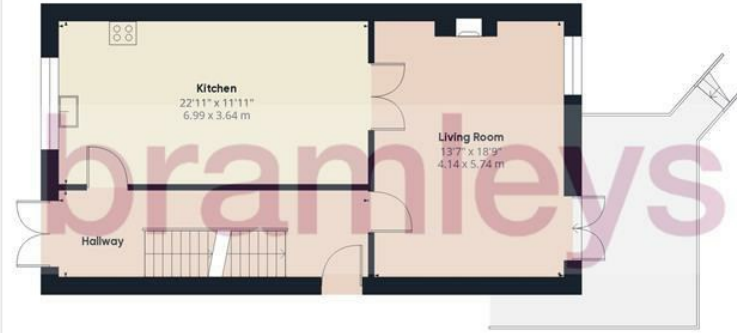 Kitchen
22'11" x 11'11"
6.99 x 3.64 m
Living Room
13'7" x 18'9"
4.14 x 5.74 m
bramleys
Hallway